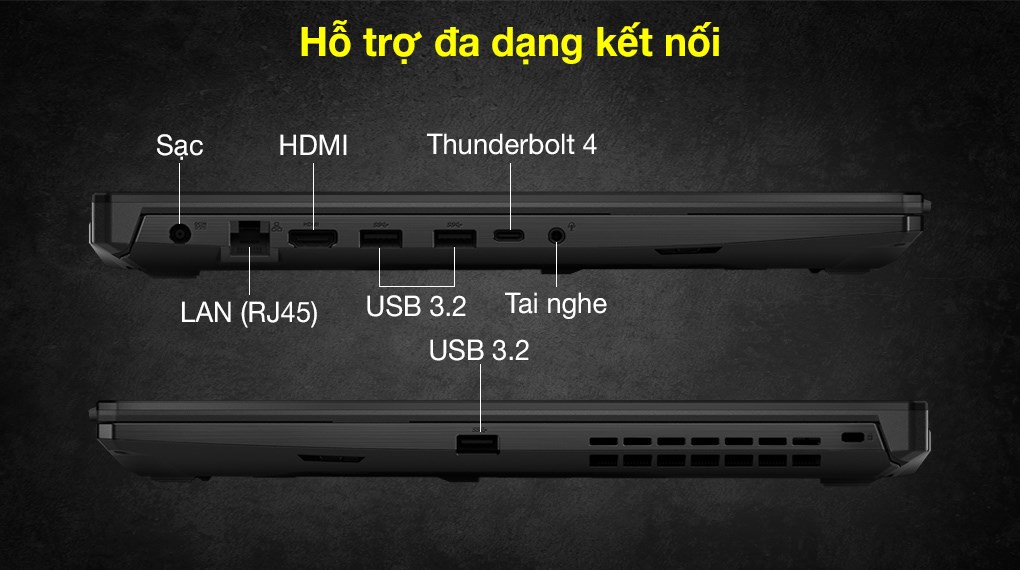 Hỗ trợ đa dạng kết nối
Sạc
HDMI
Thunderbolt 4
LAN (RJ45)
USB 3.2
Tai nghe
USB 3.2